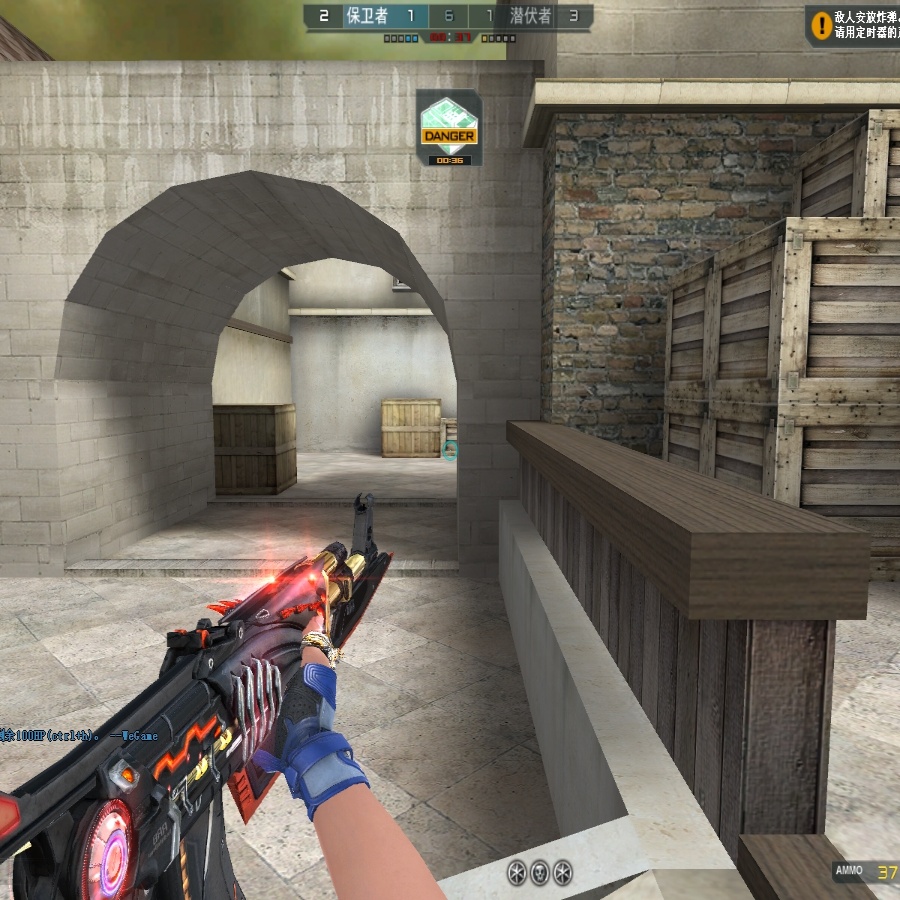 2 保卫者 1 6 1 潜伏者 3
敌人安放炸弹
请用定时器的
DANGER
00:36
剩余100HP(ctrl+h)。 --WeGame
AMMO 37